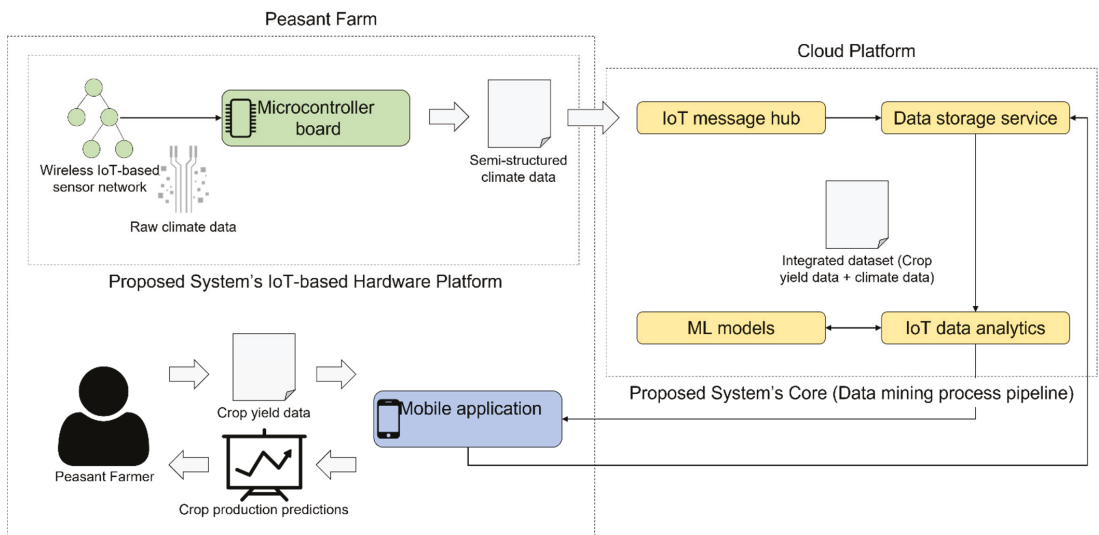 Peasant Farm
Cloud Platform
Microcontroller
board
Wireless IoT-based
sensor network
Raw climate data
Semi-structured
climate data
Proposed System's IoT-based Hardware Platform
IoT message hub
Data storage service
Integrated dataset (Crop
yield data + climate data)
ML models
IoT data analytics
Proposed System's Core (Data mining process pipeline)
Crop yield data
Mobile application
Peasant Farmer
Crop production predictions